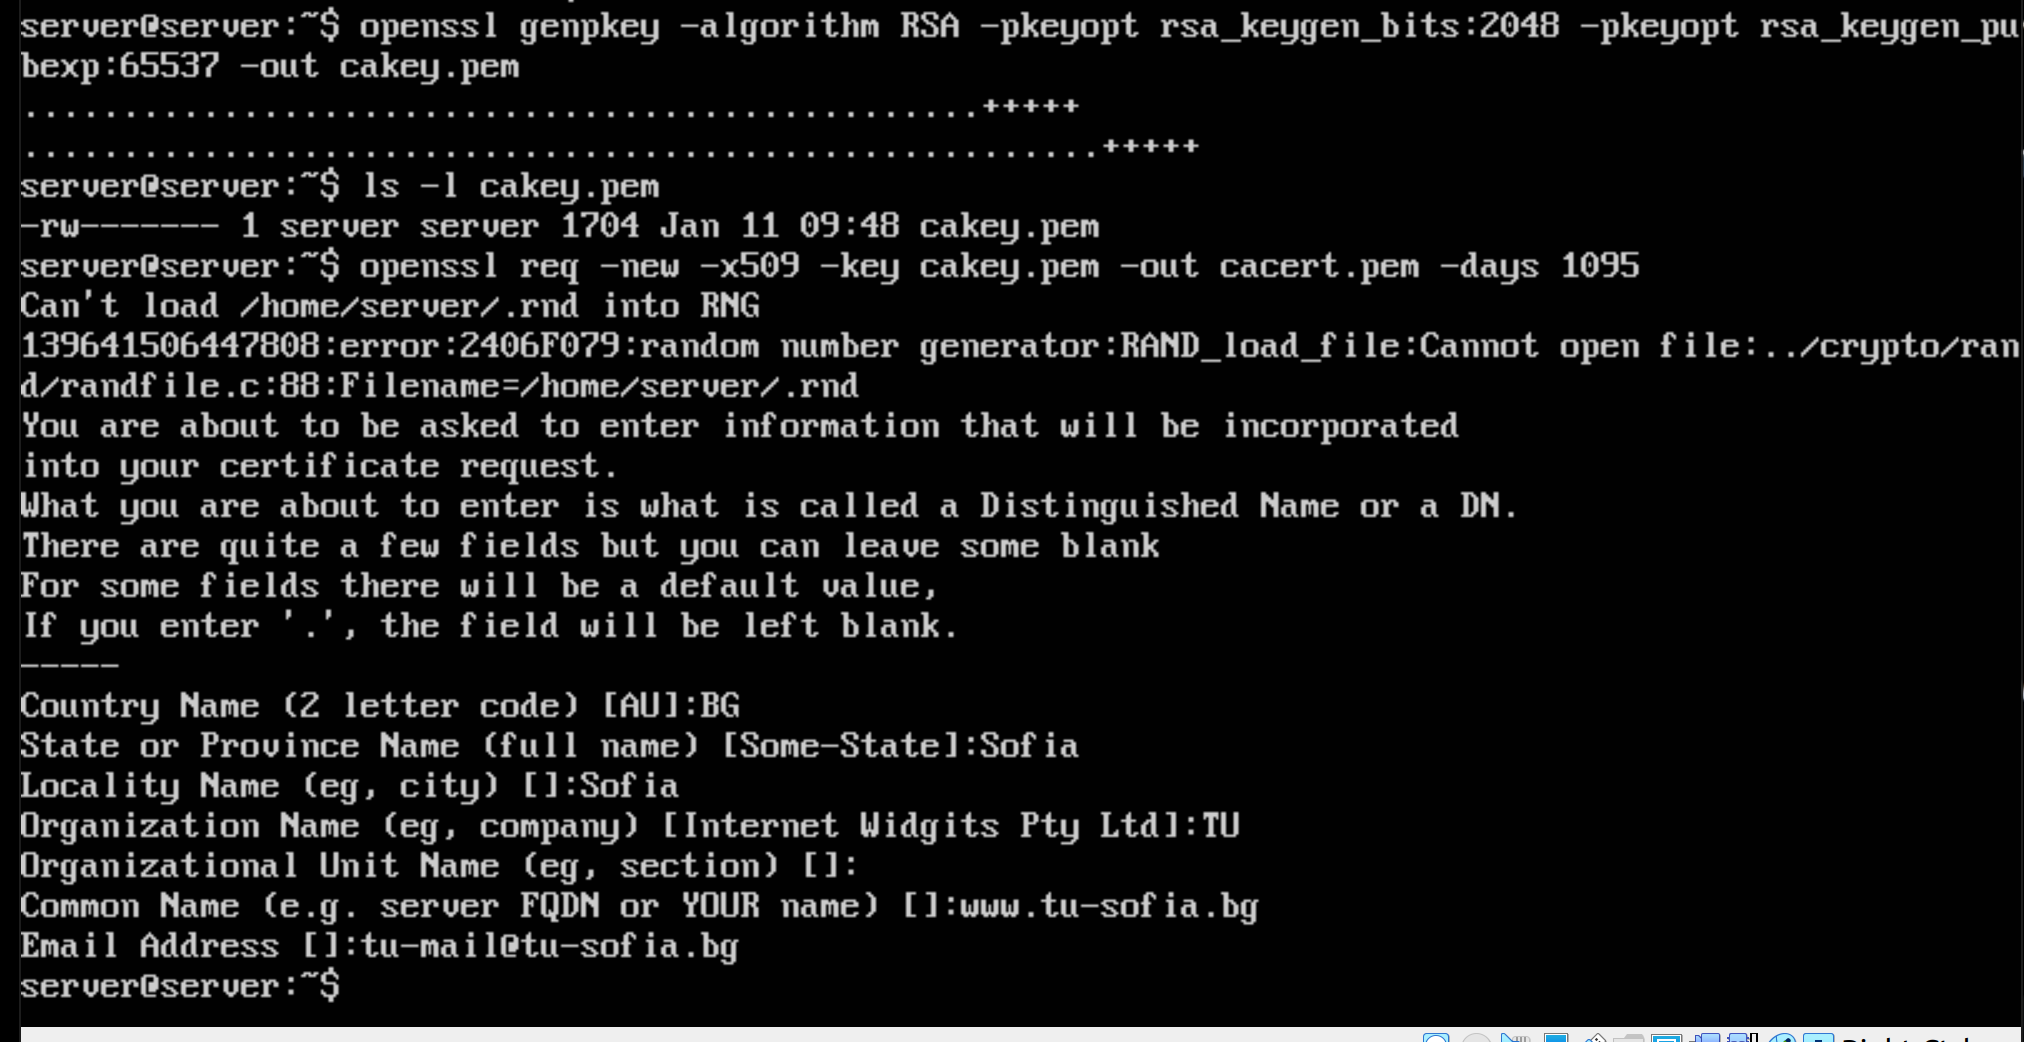 server@server:~$ openssl genpkey -algorithm RSA -pkeyopt rsa_keygen_bits:2048 -pkeyopt rsa_keygen_pu
bexp:65537 -out cakey.pem
................................................+++++
......................................................+++++
server@server:~$ ls -l cakey.pem
-rw------- 1 server server 1704 Jan 11 09:48 cakey.pem
server@server:~$ openssl req -new -x509 -key cakey.pem -out cacert.pem -days 1095
Can't load /home/server/.rnd into RNG
139641506447808:error:2406F079:random number generator:RAND_load_file:Cannot open file:../crypto/ran
d/randfile.c:88:Filename=/home/server/.rnd
You are about to be asked to enter information that will be incorporated
into your certificate request.
What you are about to enter is what is called a Distinguished Name or a DN.
There are quite a few fields but you can leave some blank
For some fields there will be a default value,
If you enter '.', the field will be left blank.
-----
Country Name (2 letter code) [AU]:BG
State or Province Name (full name) [Some-State]:Sofia
Locality Name (eg, city) []:Sofia
Organization Name (eg, company) [Internet Widgits Pty Ltd]:TU
Organizational Unit Name (eg, section) []:
Common Name (e.g. server FQDN or YOUR name) []:www.tu-sofia.bg
Email Address []:tu-mail@tu-sofia.bg
server@server:~$